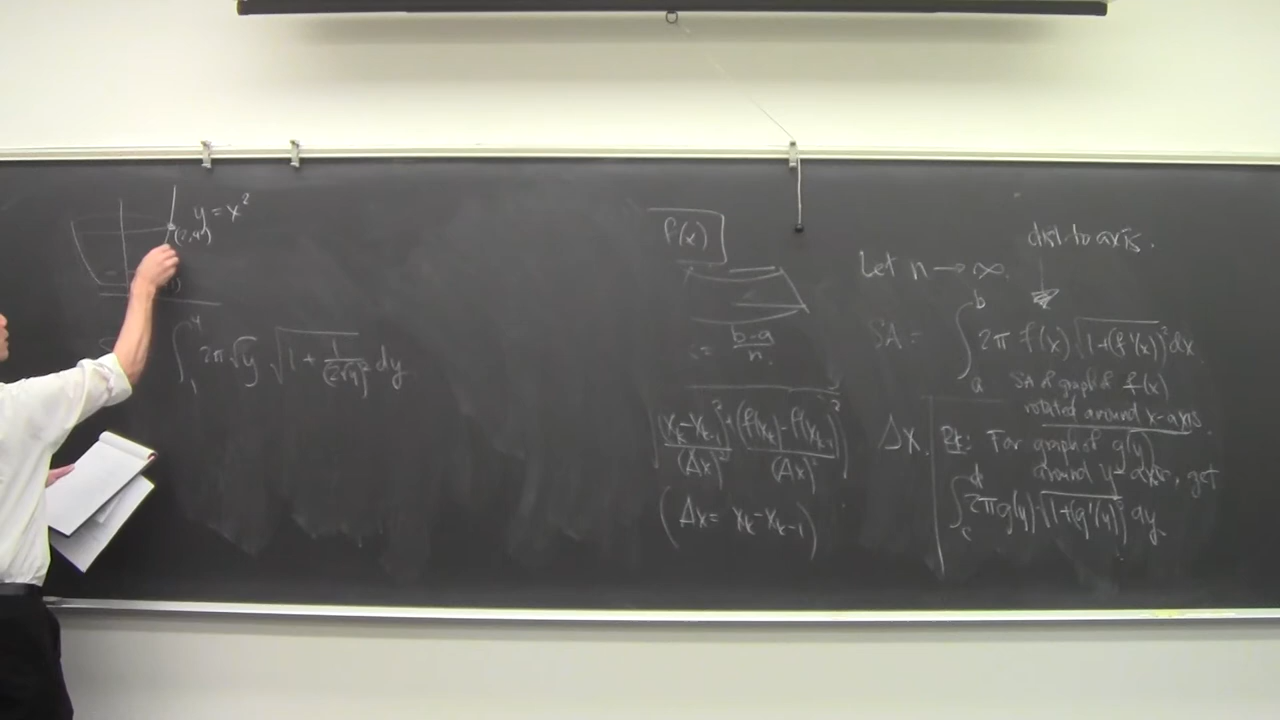 y = x²
(2,4)
∫₁⁴ 2π √y √(1 + 1/(2√y)²) dy
f(x)
= (b-a)/n
(x_k - x_{k-1})²/(Δx)² + (f(x_k) - f(x_{k-1}))²/(Δx)² Δx.
(Δx = x_k - x_{k-1})
dist to axis.
Let n → ∞.
SA = ∫ₐᵇ 2π f(x) √(1+(f'(x))²) dx.
SA of graph of f(x)
rotated around x-axis.
Rk: For graph of g(y)
around y-axis, get
∫_c^d 2π g(y) √(1+(g'(y))²) dy